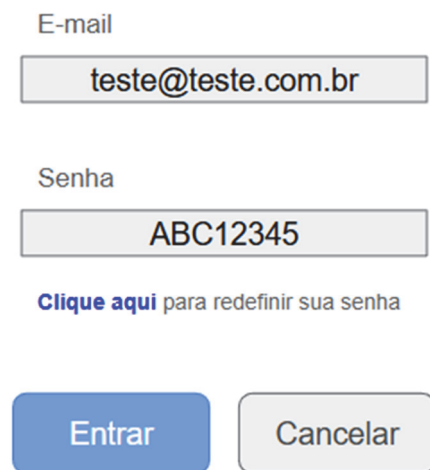 E-mail
teste@teste.com.br
Senha
ABC12345
Clique aqui para redefinir sua senha
Entrar Cancelar